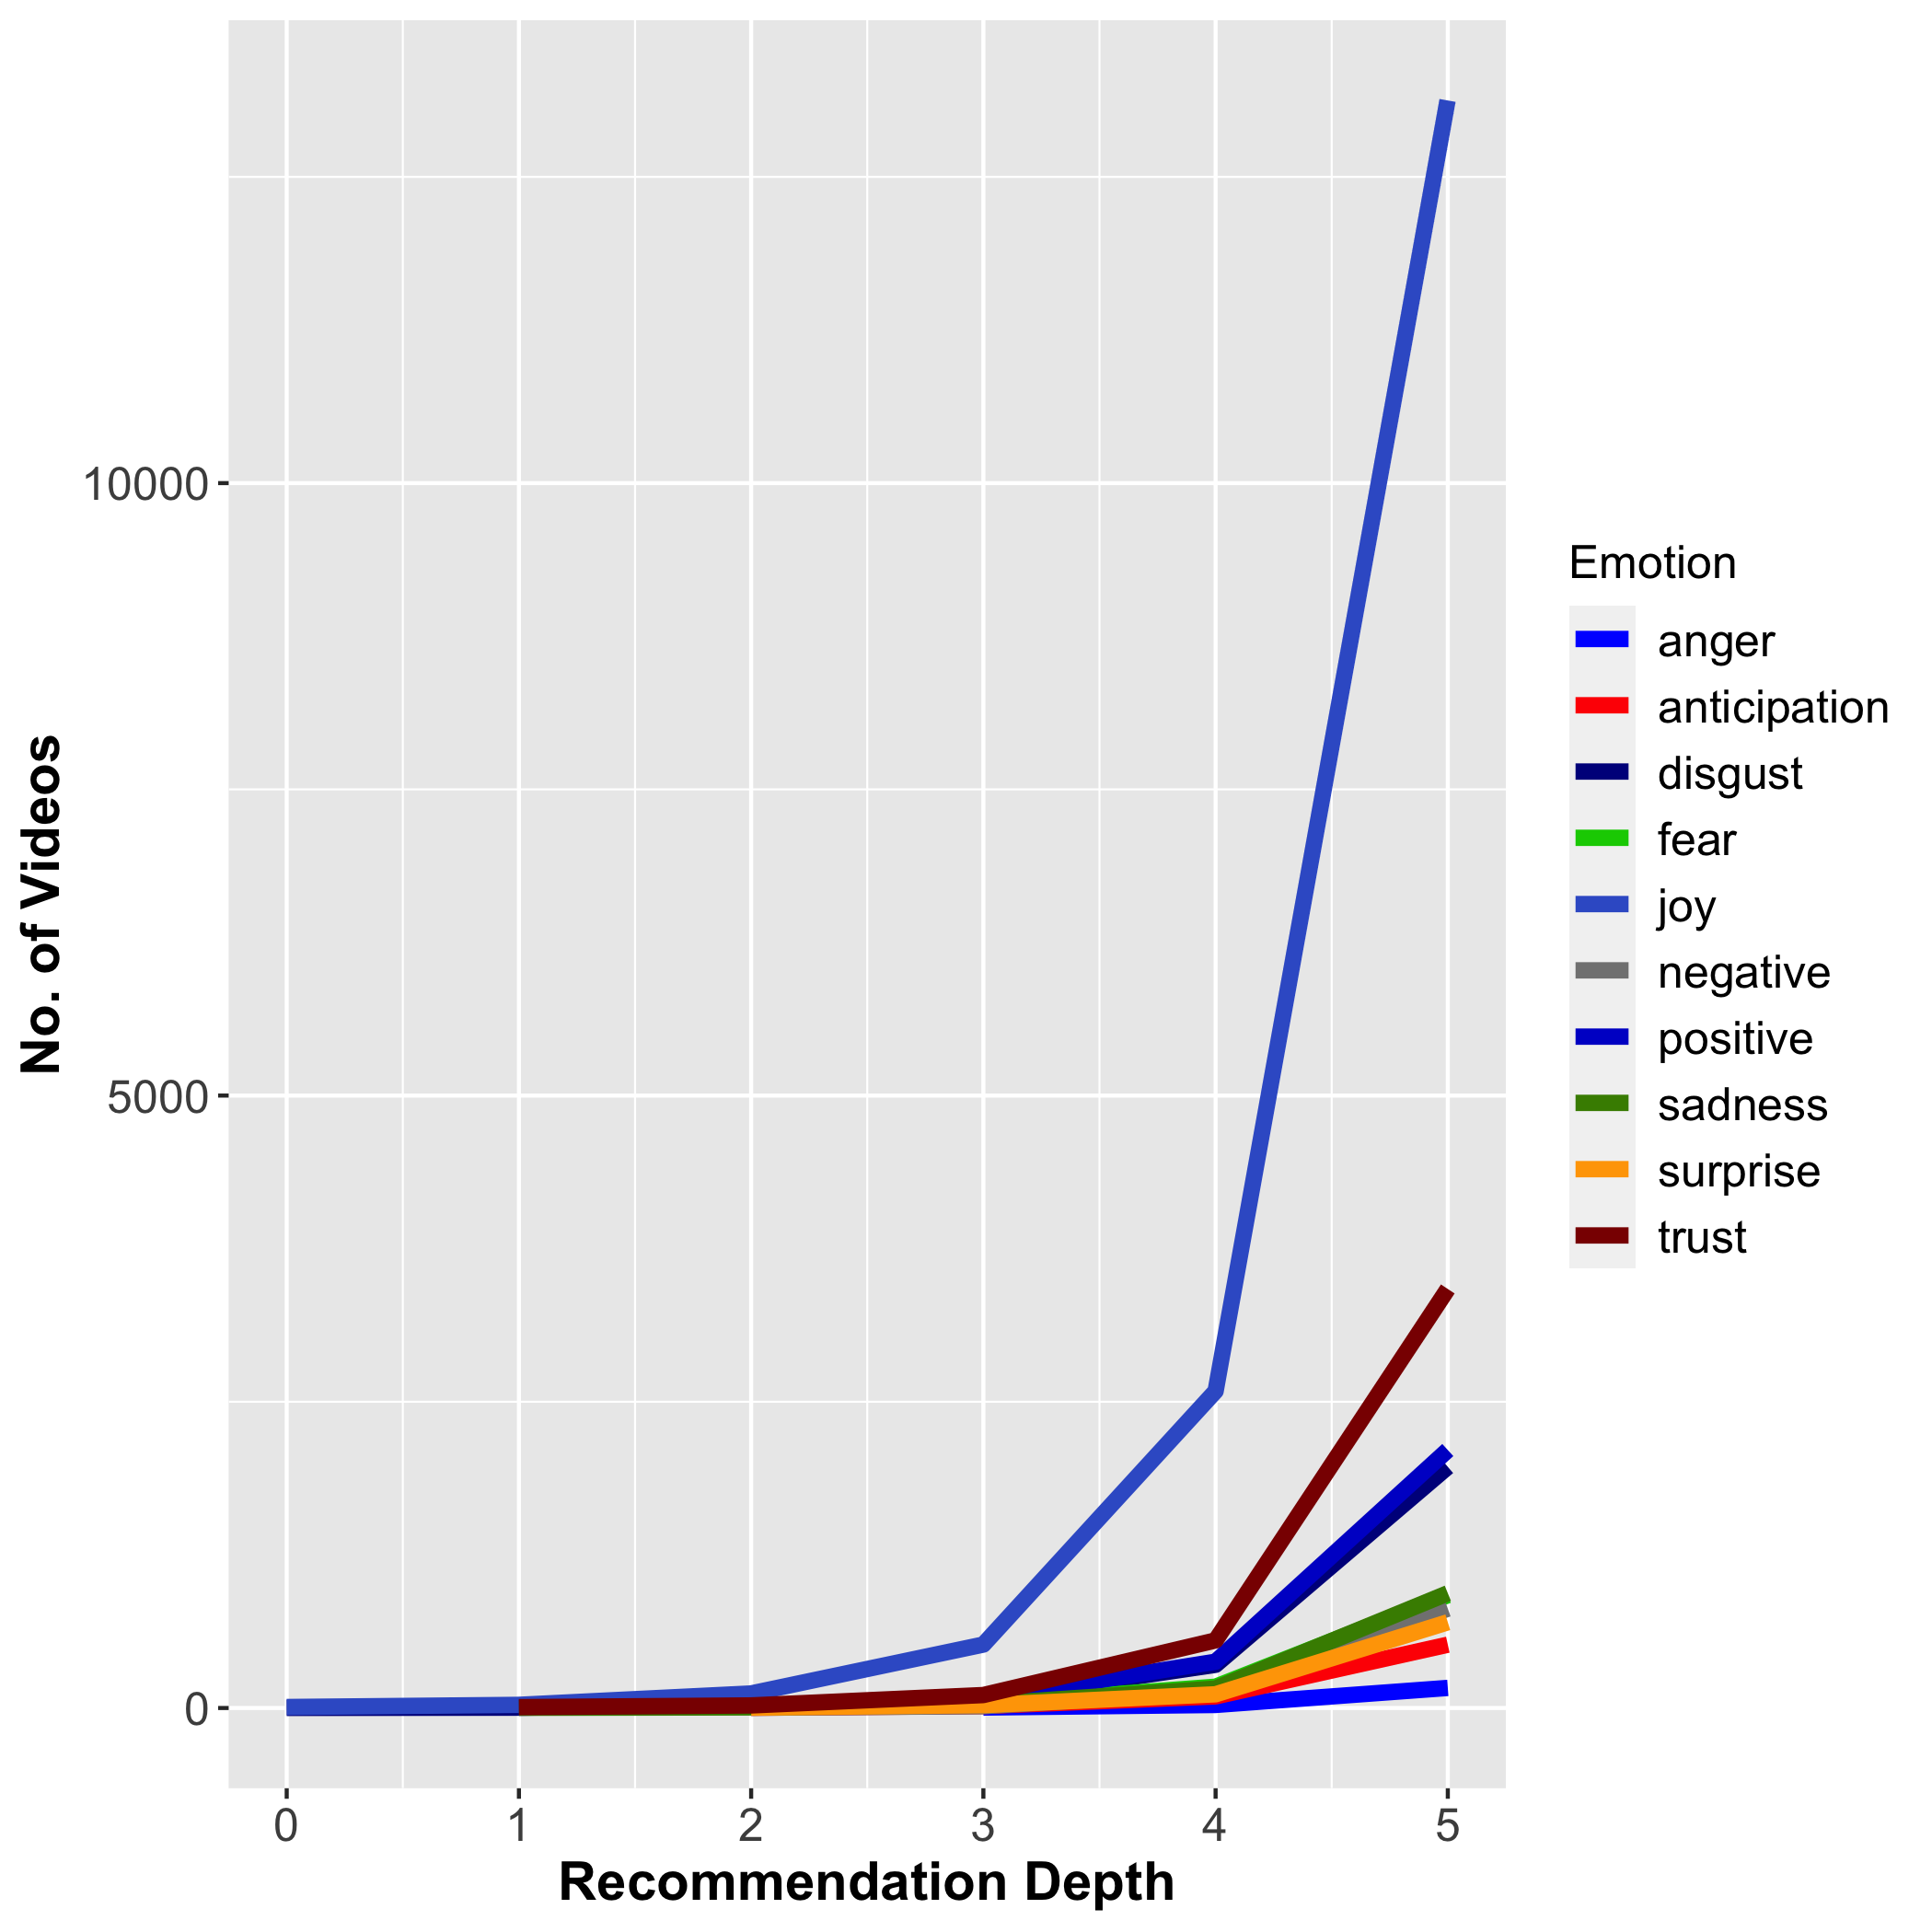 No. of Videos
10000
5000
0
0 1 2 3 4 5
Recommendation Depth
Emotion
anger
anticipation
disgust
fear
joy
negative
positive
sadness
surprise
trust